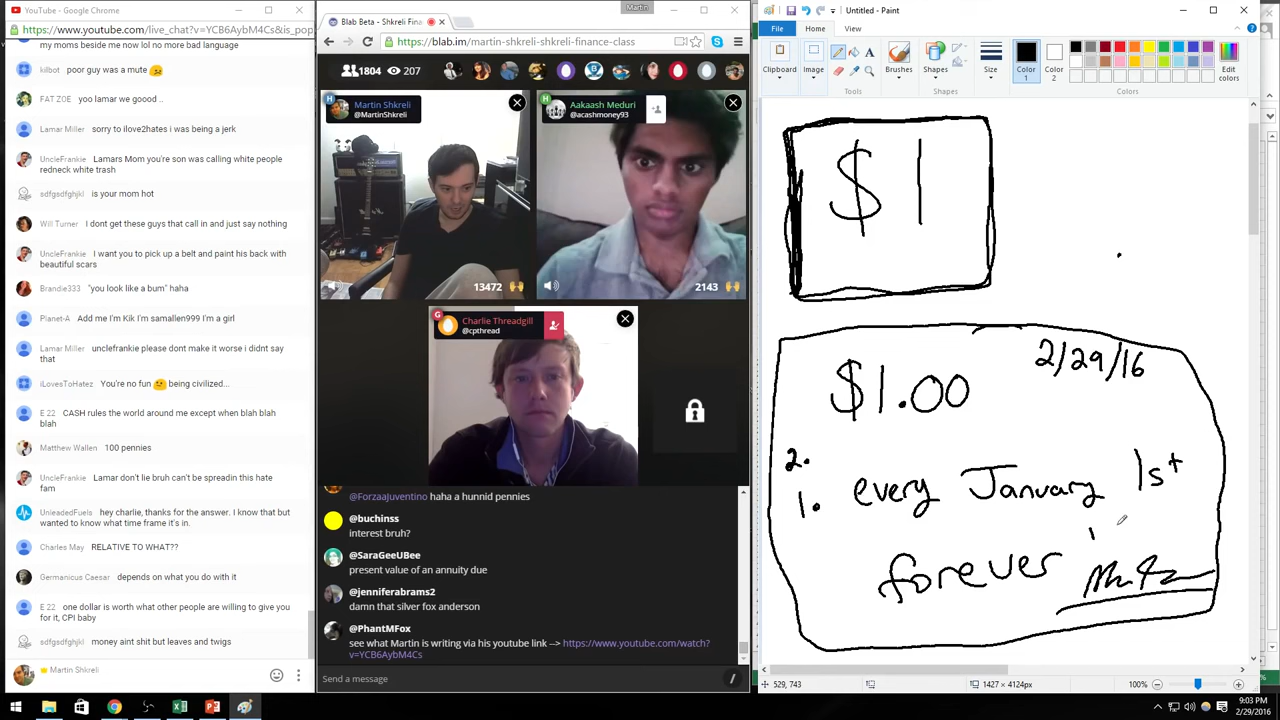 YouTube - Google Chrome
https://www.youtube.com/live_chat?v=YCB6AybM4Cs&is_pop
my moms beside me now lol no more bad language
kilbot poor guy was a mute
FAT ZOE yoo lamar we goood ..
Lamar Miller sorry to ilove2hates i was being a jerk
UncleFrankie Lamars Mom you're son was calling white people
redneck white trash
sdfgsdfghjkl is your mom hot
Will Turner I don't get these guys that call in and just say nothing
UncleFrankie I want you to pick up a belt and paint his back with
beautiful scars
Brandie333 "you look like a bum" haha
Planet-A Add me I'm Kik I'm samallen999 I'm a girl
Lamar Miller unclefrankie please dont make it worse i didnt say
that
iLovesToHatez You're no fun being civilized...
E 22 CASH rules the world around me except when blah blah
blah
Matthew Wallen 100 pennies
UncleFrankie Lamar don't lie bruh can't be spreadin this hate
fam
UnleadedFuels hey charlie, thanks for the answer. I know that but
wanted to know what time frame it's in.
Charles May RELATIVE TO WHAT??
Germanicus Caesar depends on what you do with it
E 22 one dollar is worth what other people are willing to give you
for it, CPI baby
sdfgsdfghjkl money aint shit but leaves and twigs
Martin Shkreli
Martin
Blab Beta - Shkreli Fina
https://blab.im/martin-shkreli-shkreli-finance-class
1804 207
H Martin Shkreli
@MartinShkreli
13472
H Aakaash Meduri
@acashmoney93
2143
G Charlie Threadgill
@cpthread
@ForzaaJuventino haha a hunnid pennies
@buchinss
interest bruh?
@SaraGeeUBee
present value of an annuity due
@jenniferabrams2
damn that silver fox anderson
@PhantMFox
see what Martin is writing via his youtube link --> https://www.youtube.com/watch?
v=YCB6AybM4Cs
Send a message
Untitled - Paint
File Home View
Clipboard Image Tools Brushes Shapes Size Color 1 Color 2 Edit colors
A
Shapes Colors
$1
$1.00 2/29/16
2.
1. every January 1st
forever
529, 743 1427 × 4124px 100%
9:03 PM
2/29/2016